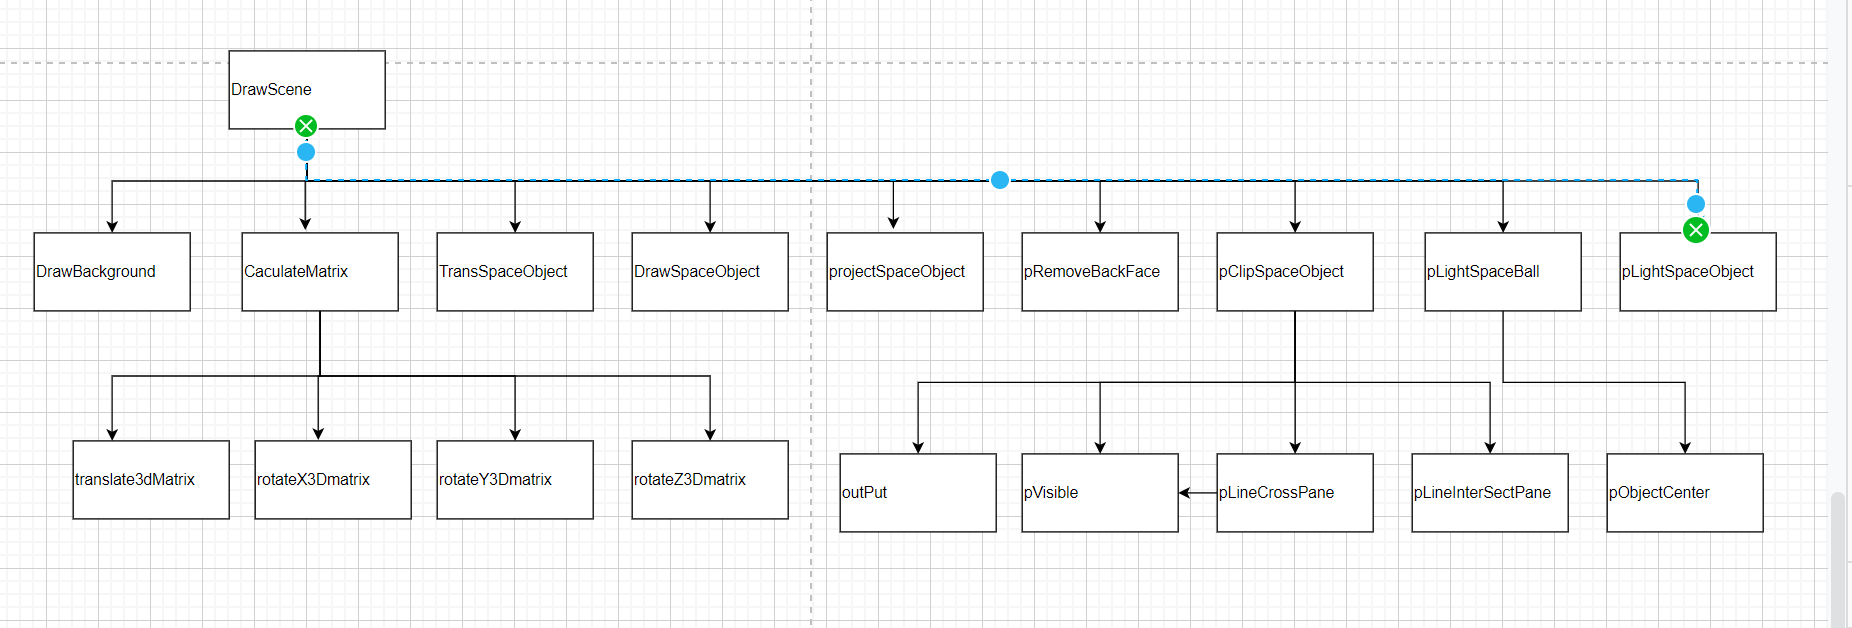 DrawScene
DrawBackground
CaculateMatrix
TransSpaceObject
DrawSpaceObject
projectSpaceObject
pRemoveBackFace
pClipSpaceObject
pLightSpaceBall
pLightSpaceObject
translate3dMatrix
rotateX3Dmatrix
rotateY3Dmatrix
rotateZ3Dmatrix
outPut
pVisible
pLineCrossPane
pLineInterSectPane
pObjectCenter